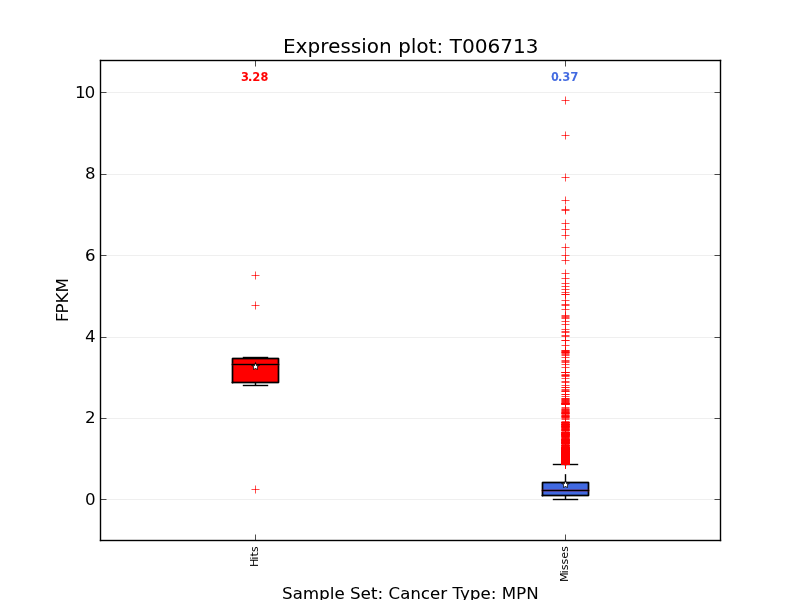 Expression plot: T006713
3.28
0.37
10
8
6
4
2
0
FPKM
Hits
Misses
Sample Set: Cancer Type: MPN